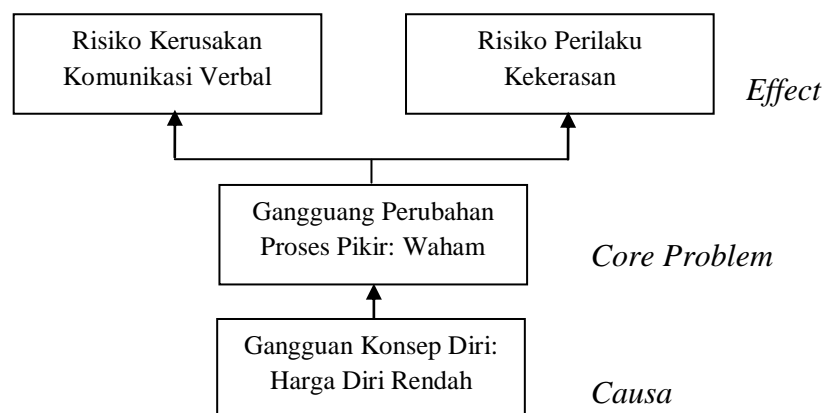 Risiko Kerusakan
Komunikasi Verbal
Risiko Perilaku
Kekerasan
Effect
Gangguang Perubahan
Proses Pikir: Waham
Core Problem
Gangguan Konsep Diri:
Harga Diri Rendah
Causa